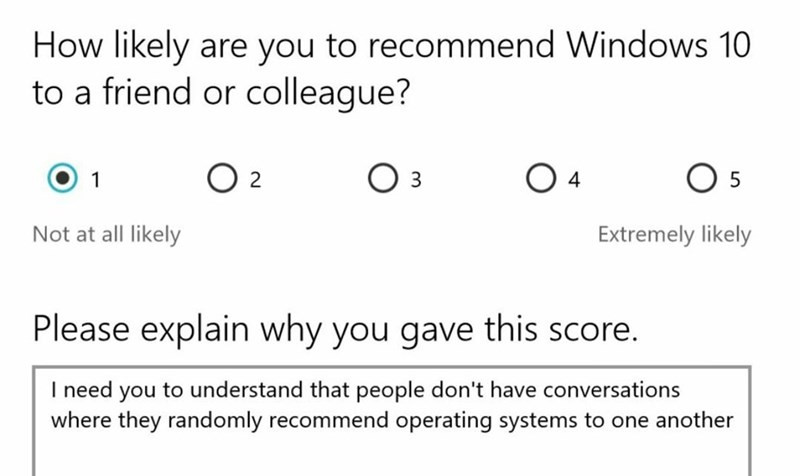 How likely are you to recommend Windows 10
to a friend or colleague?
1 2 3 4 5
Not at all likely Extremely likely
Please explain why you gave this score.
I need you to understand that people don't have conversations
where they randomly recommend operating systems to one another